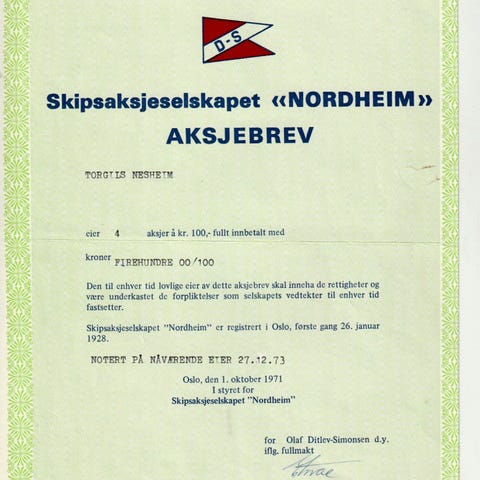 D-S
Skipsaksjeselskapet «NORDHEIM»
AKSJEBREV
TORGILS NESHEIM
eier 4 aksjer å kr. 100,- fullt innbetalt med
kroner FIREHUNDRE 00/100
Den til enhver tid lovlige eier av dette aksjebrev skal inneha de rettigheter og
være underkastet de forpliktelser som selskapets vedtekter til enhver tid
fastsetter.
Skipsaksjeselskapet "Nordheim" er registrert i Oslo, første gang 26. januar
1928.
NOTERT PÅ NÅVÆRENDE EIER 27.12.73
Oslo, den 1. oktober 1971
I styret for
Skipsaksjeselskapet "Nordheim"
for Olaf Ditlev-Simonsen d.y.
iflg. fullmakt